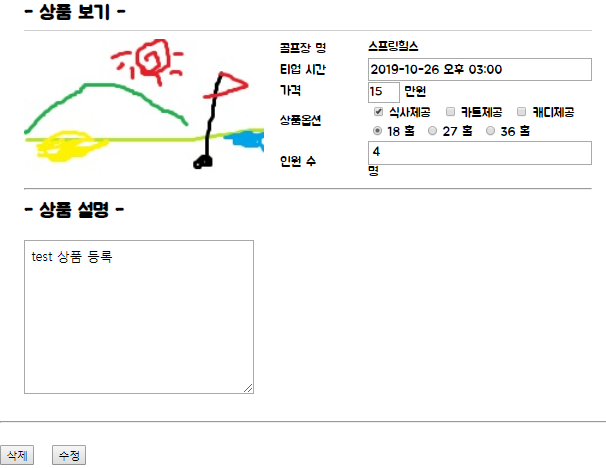 - 상품 보기 -
골프장 명 스프링힐스
티업 시간 2019-10-26 오후 03:00
가격 15 만원
상품옵션 식사제공 카트제공 캐디제공
18 홀 27 홀 36 홀
인원 수 4
명
- 상품 설명 -
test 상품 등록
삭제 수정